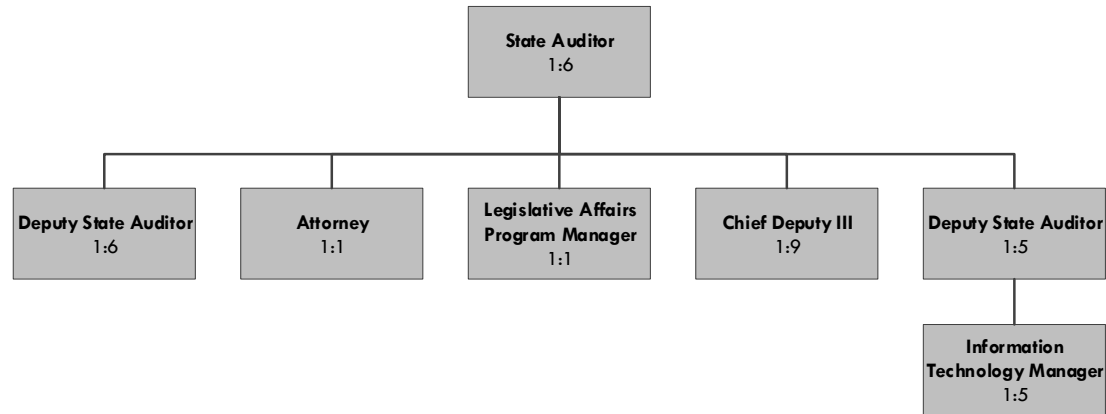 State Auditor
1:6
Deputy State Auditor
1:6
Attorney
1:1
Legislative Affairs
Program Manager
1:1
Chief Deputy III
1:9
Deputy State Auditor
1:5
Information
Technology Manager
1:5